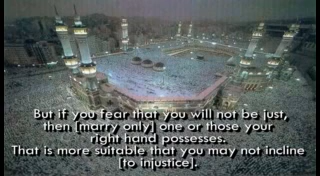 But if you fear that you will not be just,
then [marry only] one or those your
right hand possesses.
That is more suitable that you may not incline
[to injustice].